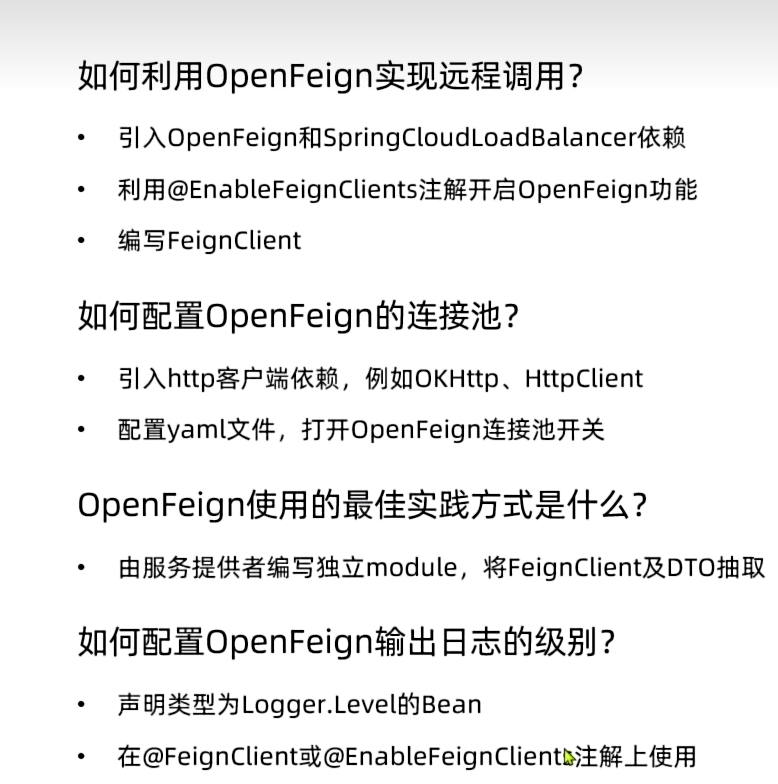 如何利用OpenFeign实现远程调用？
• 引入OpenFeign和SpringCloudLoadBalancer依赖
• 利用@EnableFeignClients注解开启OpenFeign功能
• 编写FeignClient
如何配置OpenFeign的连接池？
• 引入http客户端依赖，例如OKHttp、HttpClient
• 配置yaml文件，打开OpenFeign连接池开关
OpenFeign使用的最佳实践方式是什么？
• 由服务提供者编写独立module，将FeignClient及DTO抽取
如何配置OpenFeign输出日志的级别？
• 声明类型为Logger.Level的Bean
• 在@FeignClient或@EnableFeignClients注解上使用